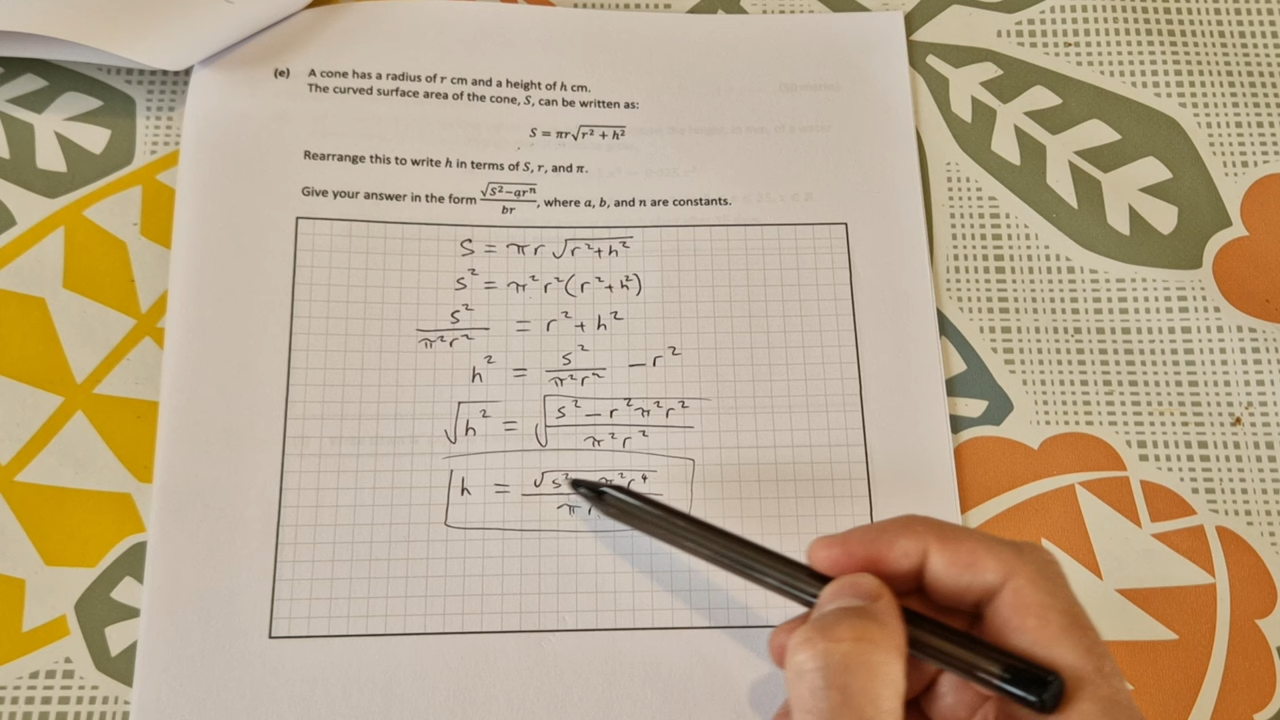 (e) A cone has a radius of r cm and a height of h cm.
The curved surface area of the cone, S, can be written as:
S = πr√(r² + h²)
Rearrange this to write h in terms of S, r, and π.
Give your answer in the form √(S²−arⁿ)/br, where a, b, and n are constants.
S = πr √(r²+h²)
s² = π²r²(r²+h²)
s²/π²r² = r²+h²
h² = s²/π²r² − r²
√h² = √(s² − r²π²r²/π²r²)
h = √s² π²r⁴/π